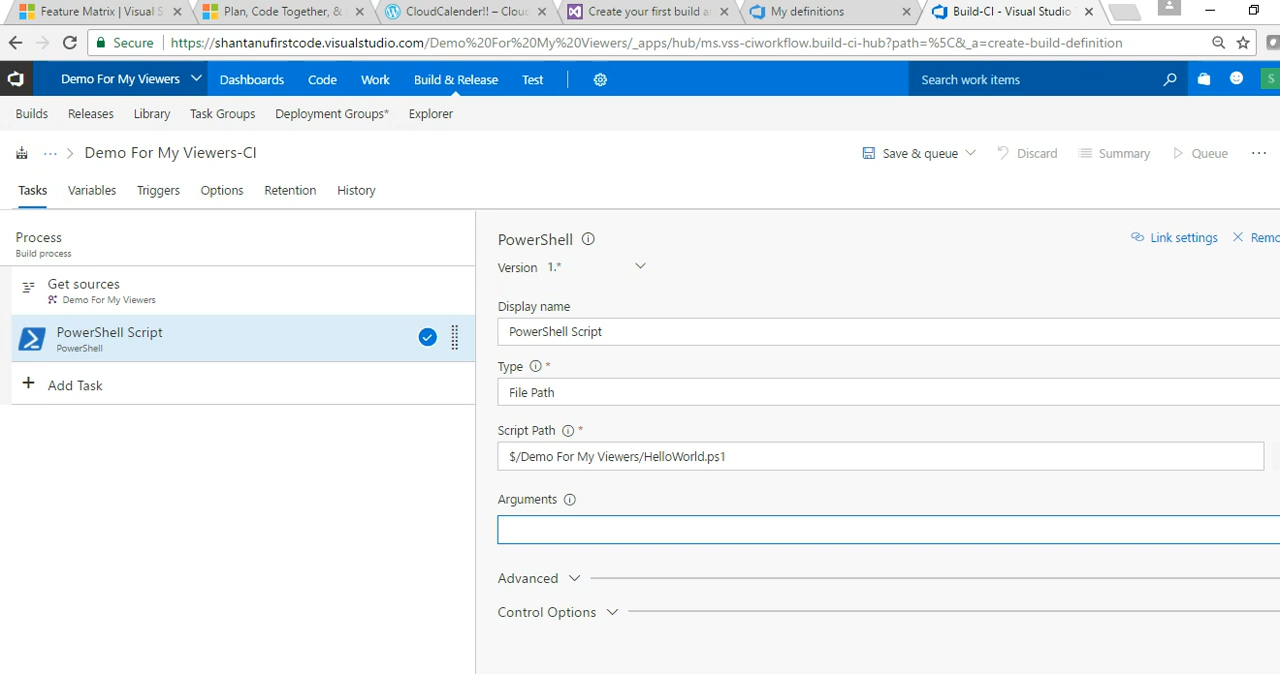 Feature Matrix | Visual S
Plan, Code Together, &
CloudCalender!! – Clou
Create your first build a
My definitions
Build-CI - Visual Studio
Secure
https://shantanufirstcode.visualstudio.com/Demo%20For%20My%20Viewers/_apps/hub/ms.vss-ciworkflow.build-ci-hub?path=%5C&_a=create-build-definition
Demo For My Viewers Dashboards Code Work Build & Release Test Search work items S
Builds Releases Library Task Groups Deployment Groups* Explorer
... > Demo For My Viewers-CI Save & queue Discard Summary Queue ...
Tasks Variables Triggers Options Retention History
Process
Build process
Get sources
Demo For My Viewers
PowerShell Script
PowerShell
+ Add Task
PowerShell Link settings Remo
Version 1.*
Display name
PowerShell Script
Type *
File Path
Script Path *
$/Demo For My Viewers/HelloWorld.ps1
Arguments
Advanced
Control Options